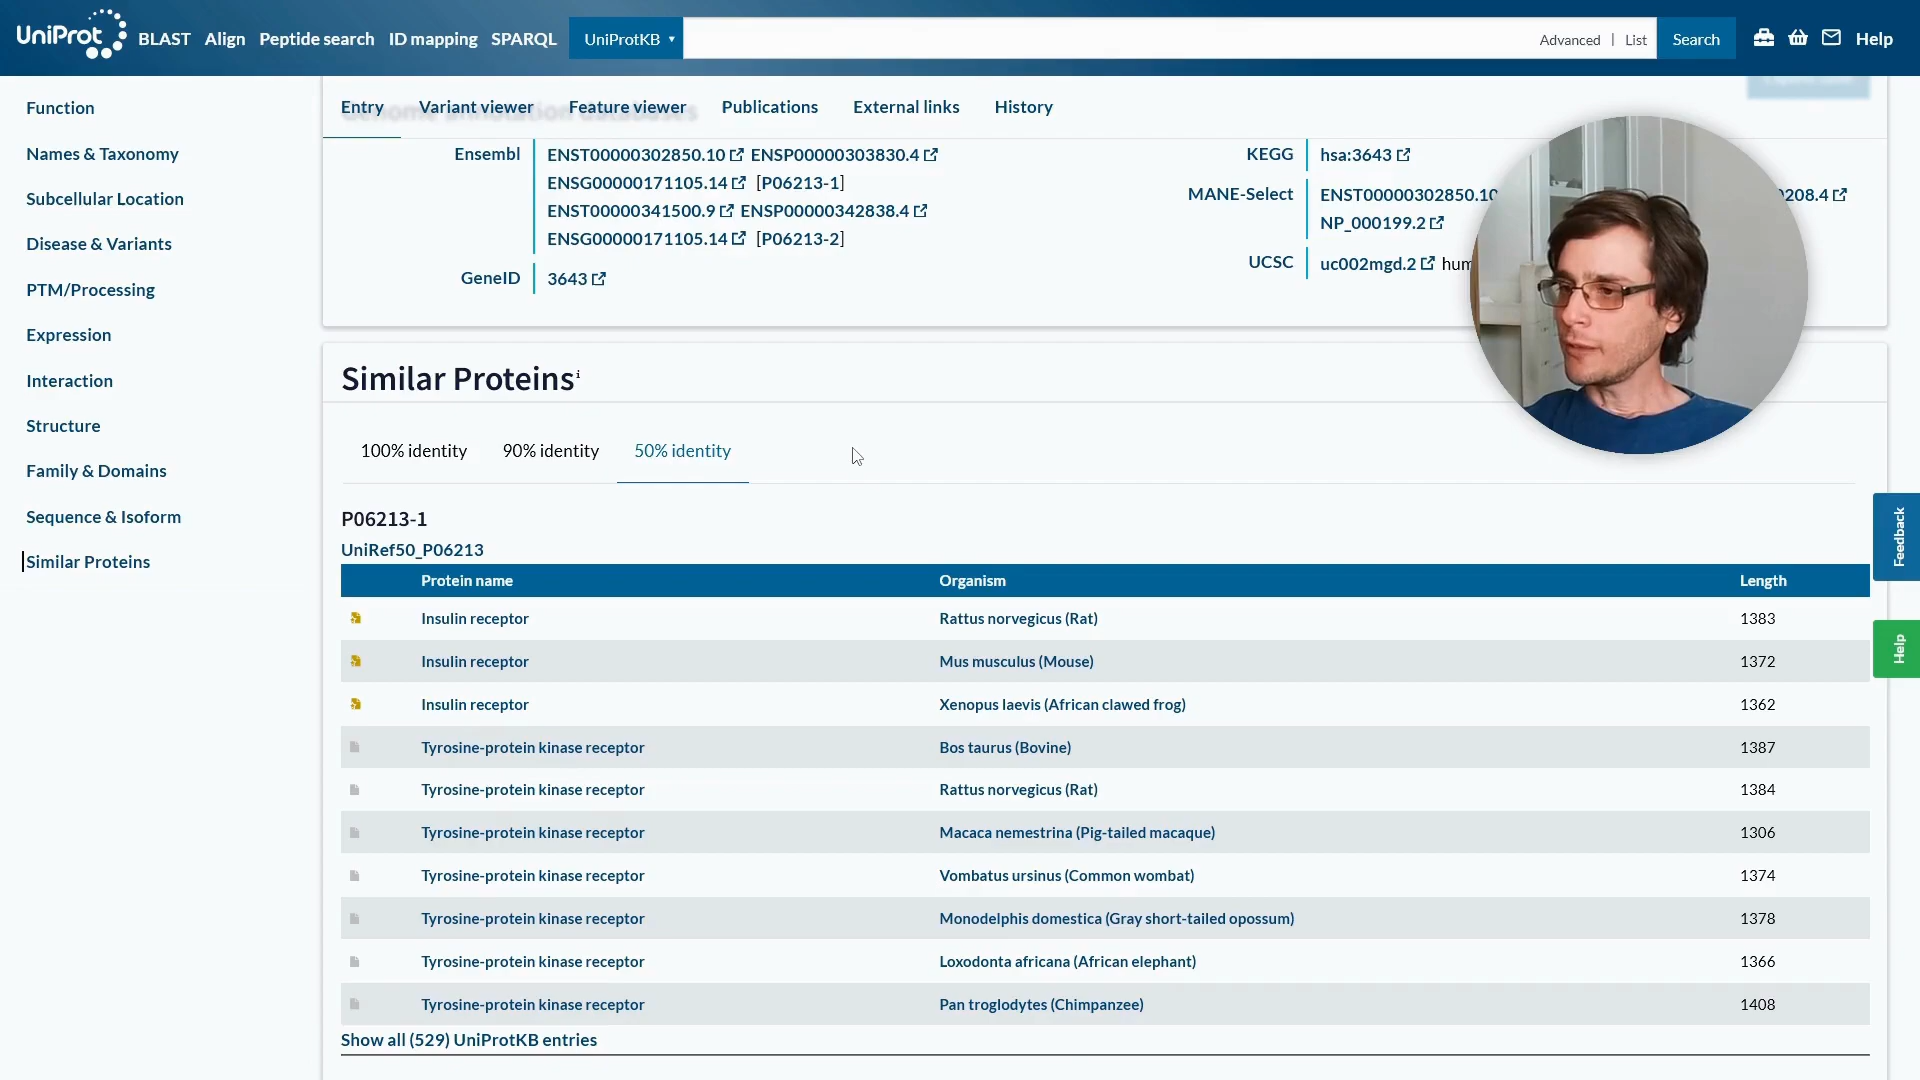 UniProt BLAST Align Peptide search ID mapping SPARQL UniProtKB ▾ Advanced | List Search Help
Function
Names & Taxonomy
Subcellular Location
Disease & Variants
PTM/Processing
Expression
Interaction
Structure
Family & Domains
Sequence & Isoform
Similar Proteins
Entry Variant viewer Feature viewer Publications External links History
Genome annotation databases
Ensembl ENST00000302850.10 ENSP00000303830.4
ENSG00000171105.14 [P06213-1]
ENST00000341500.9 ENSP00000342838.4
ENSG00000171105.14 [P06213-2]
GeneID 3643
KEGG hsa:3643
MANE-Select ENST00000302850.10 0208.4
NP_000199.2
UCSC uc002mgd.2 hum
Similar Proteins i
100% identity 90% identity 50% identity
P06213-1
UniRef50_P06213
Protein name Organism Length
Insulin receptor Rattus norvegicus (Rat) 1383
Insulin receptor Mus musculus (Mouse) 1372
Insulin receptor Xenopus laevis (African clawed frog) 1362
Tyrosine-protein kinase receptor Bos taurus (Bovine) 1387
Tyrosine-protein kinase receptor Rattus norvegicus (Rat) 1384
Tyrosine-protein kinase receptor Macaca nemestrina (Pig-tailed macaque) 1306
Tyrosine-protein kinase receptor Vombatus ursinus (Common wombat) 1374
Tyrosine-protein kinase receptor Monodelphis domestica (Gray short-tailed opossum) 1378
Tyrosine-protein kinase receptor Loxodonta africana (African elephant) 1366
Tyrosine-protein kinase receptor Pan troglodytes (Chimpanzee) 1408
Show all (529) UniProtKB entries
Feedback
Help